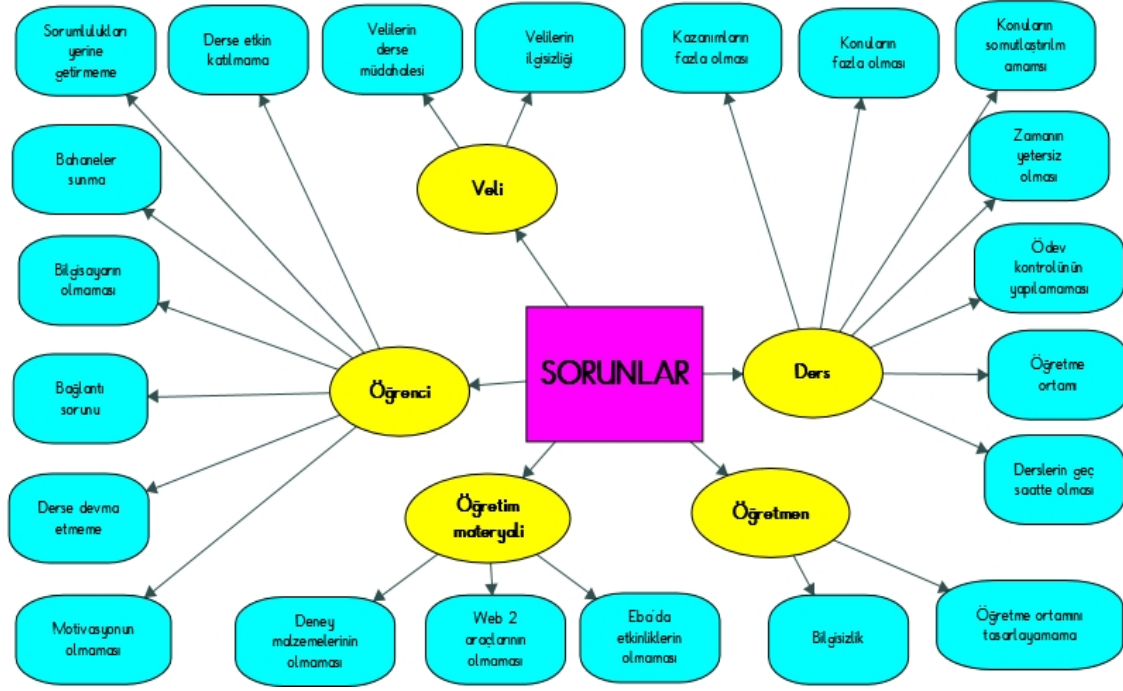 Sorumlulukları
yerine
getirmeme
Derse etkin
katılmama
Velilerin
derse
müdahalesi
Velilerin
ilgisizliği
Kazanımların
fazla olması
Konuların
fazla olması
Konuların
somutlaştırılm
amamsı
Bahaneler
sunma
Veli
Zamanın
yetersiz
olması
Bilgisayarın
olmaması
Ödev
kontrolünün
yapılamaması
Bağlantı
sorunu
Öğrenci
SORUNLAR
Ders
Öğretme
ortamı
Derse devma
etmeme
Öğretim
materyali
Öğretmen
Derslerin geç
saatte olması
Motivasyonun
olmaması
Deney
malzemelerinin
olmaması
Web 2
araçlarının
olmaması
Eba'da
etkinliklerin
olmaması
Bilgisizlik
Öğretme ortamını
tasarlayamama